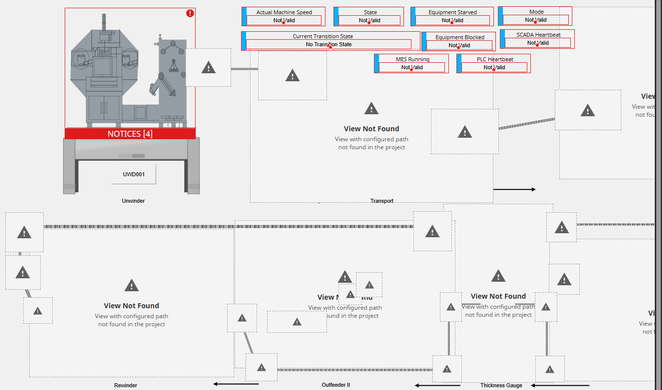 Actual Machine Speed
Not Valid
State
Not Valid
Equipment Starved
Not Valid
Mode
Not Valid
Current Transition State
No Transition State
Equipment Blocked
Not Valid
SCADA Heartbeat
Not Valid
MES Running
Not Valid
PLC Heartbeat
Not Valid
NOTICES [4]
UWD001
Unwinder
View Not Found
View with configured path
not found in the project
Transport
View Not Found
View with configured path
not found in the project
Rewinder
View
View with configured path
found in the project
Outfeeder II
View Not Found
View with configured path
not found in the project
Thickness Gauge